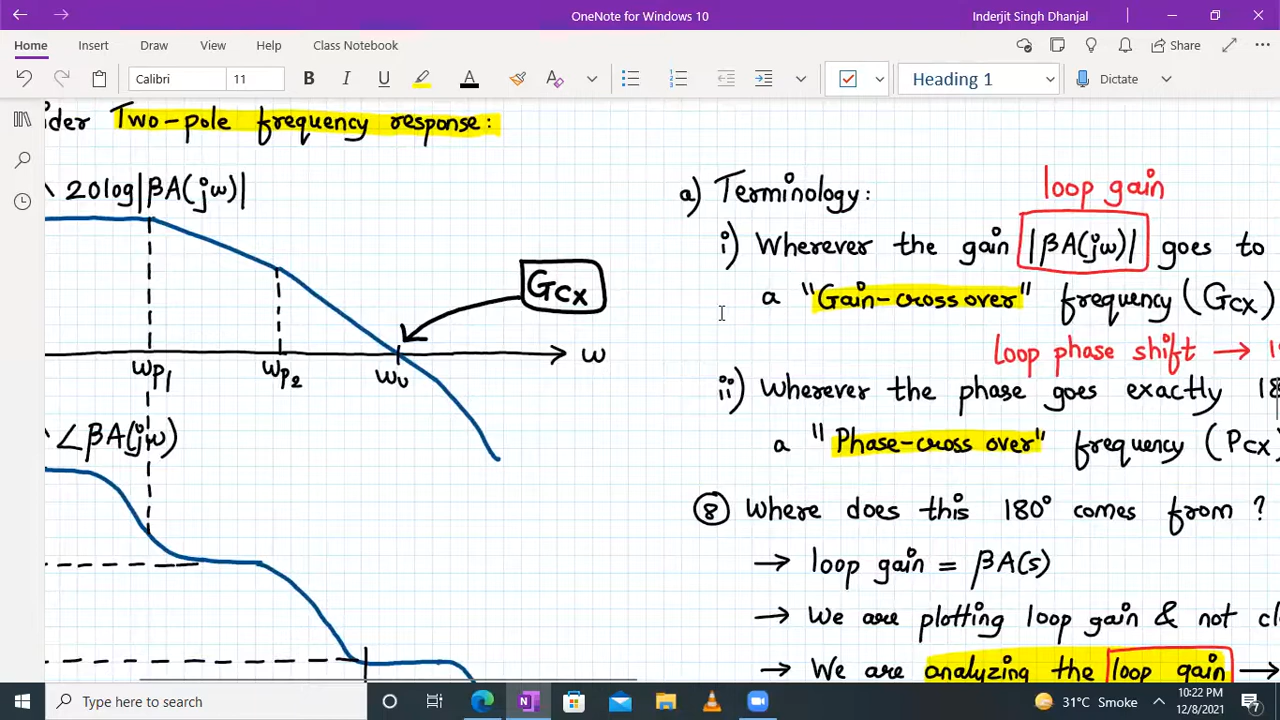 OneNote for Windows 10
Inderjit Singh Dhanjal
Home Insert Draw View Help Class Notebook
Share
Calibri 11 B I U A Heading 1 Dictate
ider Two-pole frequency response:
20log|βA(jω)|
Gcx
ω
ωp1 ωp2 ωu
∠βA(jω)
loop gain
a) Terminology:
i) Wherever the gain |βA(jω)| goes to
a "Gain-cross over" frequency (Gcx)
loop phase shift →
ii) Wherever the phase goes exactly 18
a "Phase-cross over" frequency (Pcx)
⑧ Where does this 180° comes from ?
→ loop gain = βA(s)
→ We are plotting loop gain & not cl
→ We are analyzing the loop gain →
Type here to search
31°C Smoke
10:22 PM
12/8/2021
7